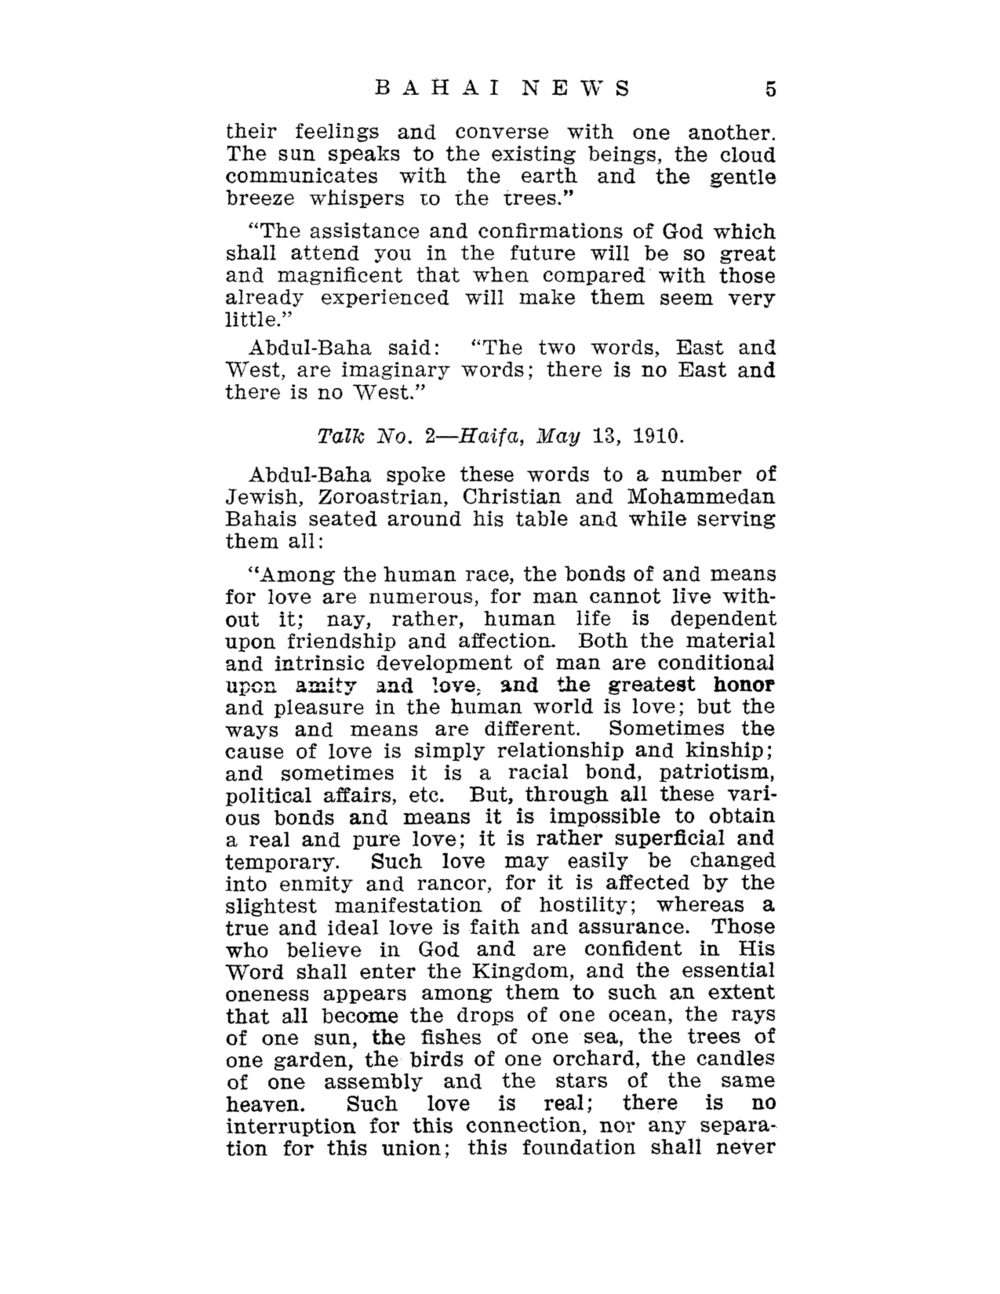 BAHAI NEWS 5
their feelings and converse with one another.
The sun speaks to the existing beings, the cloud
communicates with the earth and the gentle
breeze whispers to the trees.”
“The assistance and confirmations of God which
shall attend you in the future will be so great
and magnificent that when compared with those
already experienced will make them seem very
little.”
Abdul-Baha said: “The two words, East and
West, are imaginary words; there is no East and
there is no West.”
Talk No. 2—Haifa, May 13, 1910.
Abdul-Baha spoke these words to a number of
Jewish, Zoroastrian, Christian and Mohammedan
Bahais seated around his table and while serving
them all:
“Among the human race, the bonds of and means
for love are numerous, for man cannot live with-
out it; nay, rather, human life is dependent
upon friendship and affection. Both the material
and intrinsic development of man are conditional
upon amity and love, and the greatest honor
and pleasure in the human world is love; but the
ways and means are different. Sometimes the
cause of love is simply relationship and kinship;
and sometimes it is a racial bond, patriotism,
political affairs, etc. But, through all these vari-
ous bonds and means it is impossible to obtain
a real and pure love; it is rather superficial and
temporary. Such love may easily be changed
into enmity and rancor, for it is affected by the
slightest manifestation of hostility; whereas a
true and ideal love is faith and assurance. Those
who believe in God and are confident in His
Word shall enter the Kingdom, and the essential
oneness appears among them to such an extent
that all become the drops of one ocean, the rays
of one sun, the fishes of one sea, the trees of
one garden, the birds of one orchard, the candles
of one assembly and the stars of the same
heaven. Such love is real; there is no
interruption for this connection, nor any separa-
tion for this union; this foundation shall never